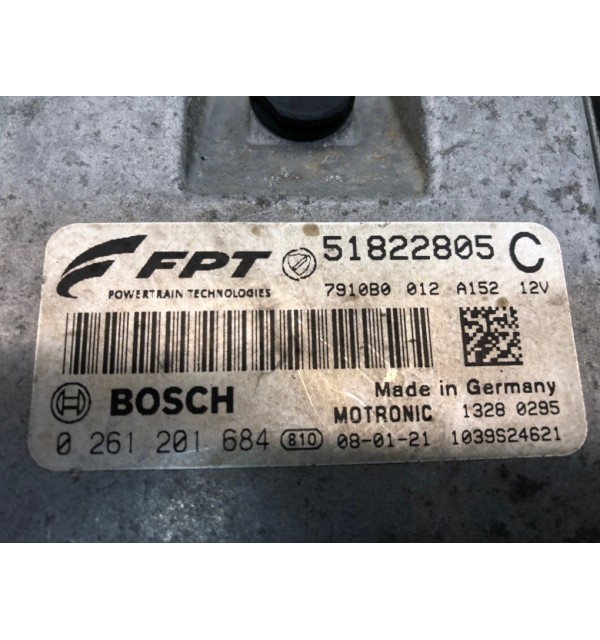 FPT 51822805 C
POWERTRAIN TECHNOLOGIES 7910B0 012 A152 12V
Made in Germany
BOSCH MOTRONIC 1328 0295
0 261 201 684 810 08-01-21 1039S24621